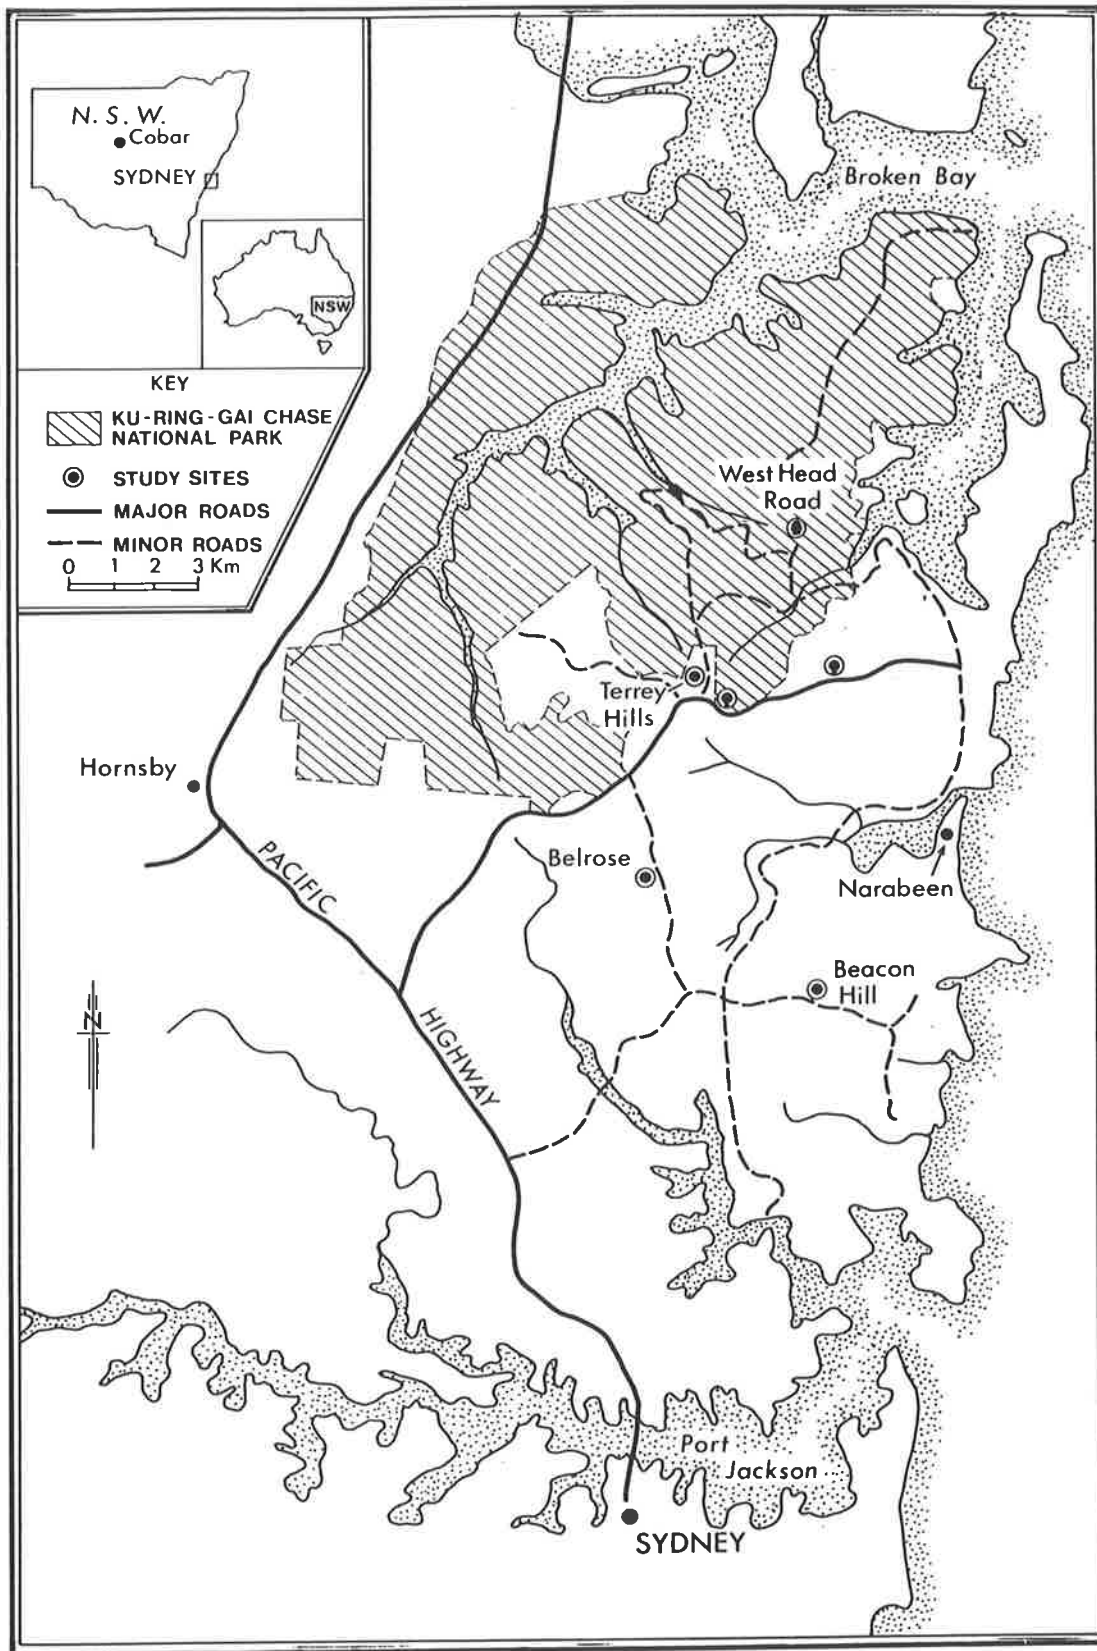 N. S. W.
Cobar
SYDNEY
NSW
KEY
KU-RING-GAI CHASE
NATIONAL PARK
STUDY SITES
MAJOR ROADS
MINOR ROADS
0 1 2 3 Km
Broken Bay
West Head
Road
Terrey
Hills
Hornsby
PACIFIC
HIGHWAY
Belrose
Narabeen
Beacon
Hill
N
Port
Jackson
SYDNEY